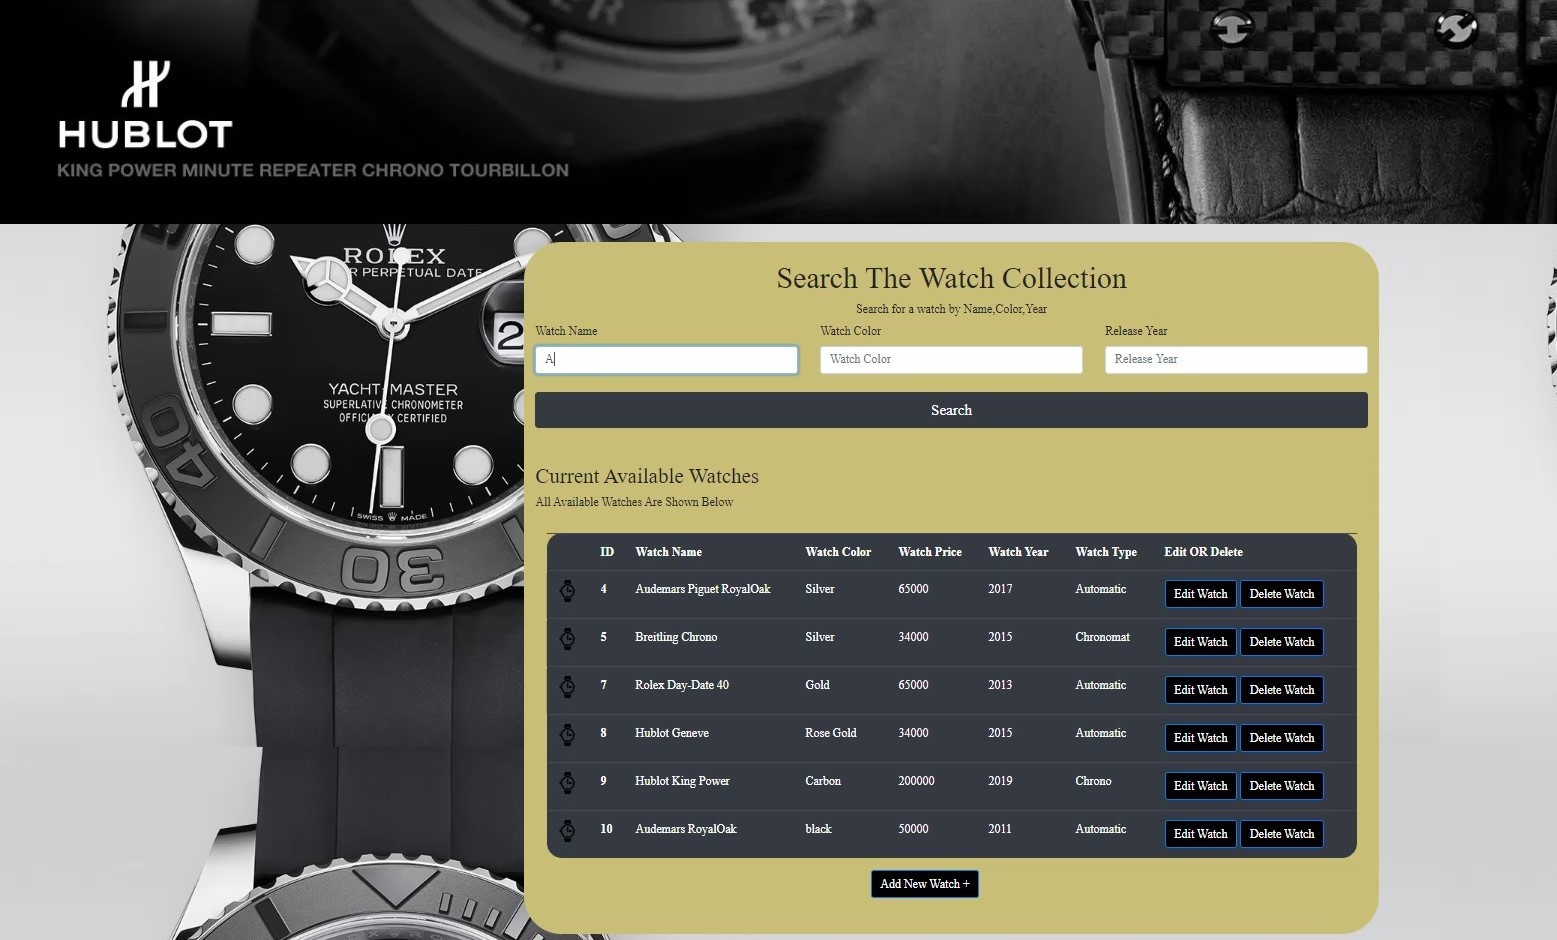 HUBLOT
KING POWER MINUTE REPEATER CHRONO TOURBILLON
ROLEX
R PERPETUAL DATE
2
YACHT-MASTER
SUPERLATIVE CHRONOMETER
CERTIFIED
SWISS MADE
40
30
Search The Watch Collection
Search for a watch by Name,Color,Year
Watch Name Watch Color Release Year
A Watch Color Release Year
Search
Current Available Watches
All Available Watches Are Shown Below
ID Watch Name Watch Color Watch Price Watch Year Watch Type Edit OR Delete
4 Audemars Piguet RoyalOak Silver 65000 2017 Automatic Edit Watch Delete Watch
5 Breitling Chrono Silver 34000 2015 Chronomat Edit Watch Delete Watch
7 Rolex Day-Date 40 Gold 65000 2013 Automatic Edit Watch Delete Watch
8 Hublot Geneve Rose Gold 34000 2015 Automatic Edit Watch Delete Watch
9 Hublot King Power Carbon 200000 2019 Chrono Edit Watch Delete Watch
10 Audemars RoyalOak black 50000 2011 Automatic Edit Watch Delete Watch
Add New Watch +